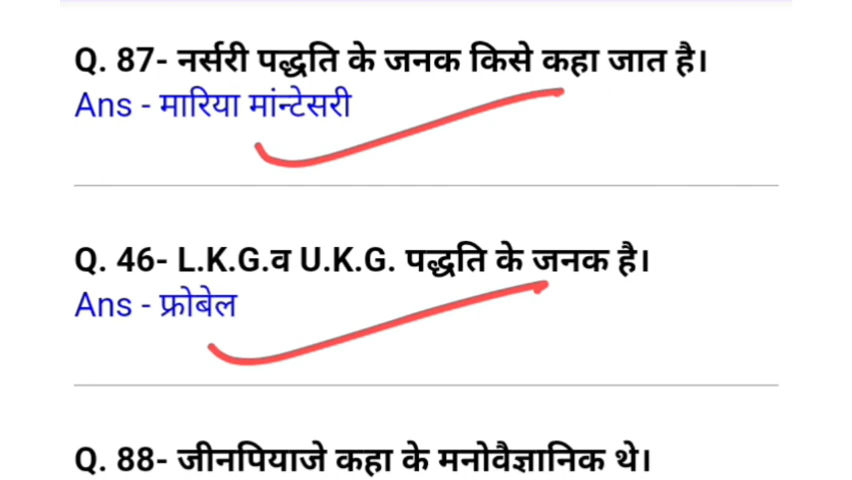 Q. 87- नर्सरी पद्धति के जनक किसे कहा जात है।
Ans - मारिया मांन्टेसरी
Q. 46- L.K.G.व U.K.G. पद्धति के जनक है।
Ans - फ्रोबेल
Q. 88- जीनपियाजे कहा के मनोवैज्ञानिक थे।